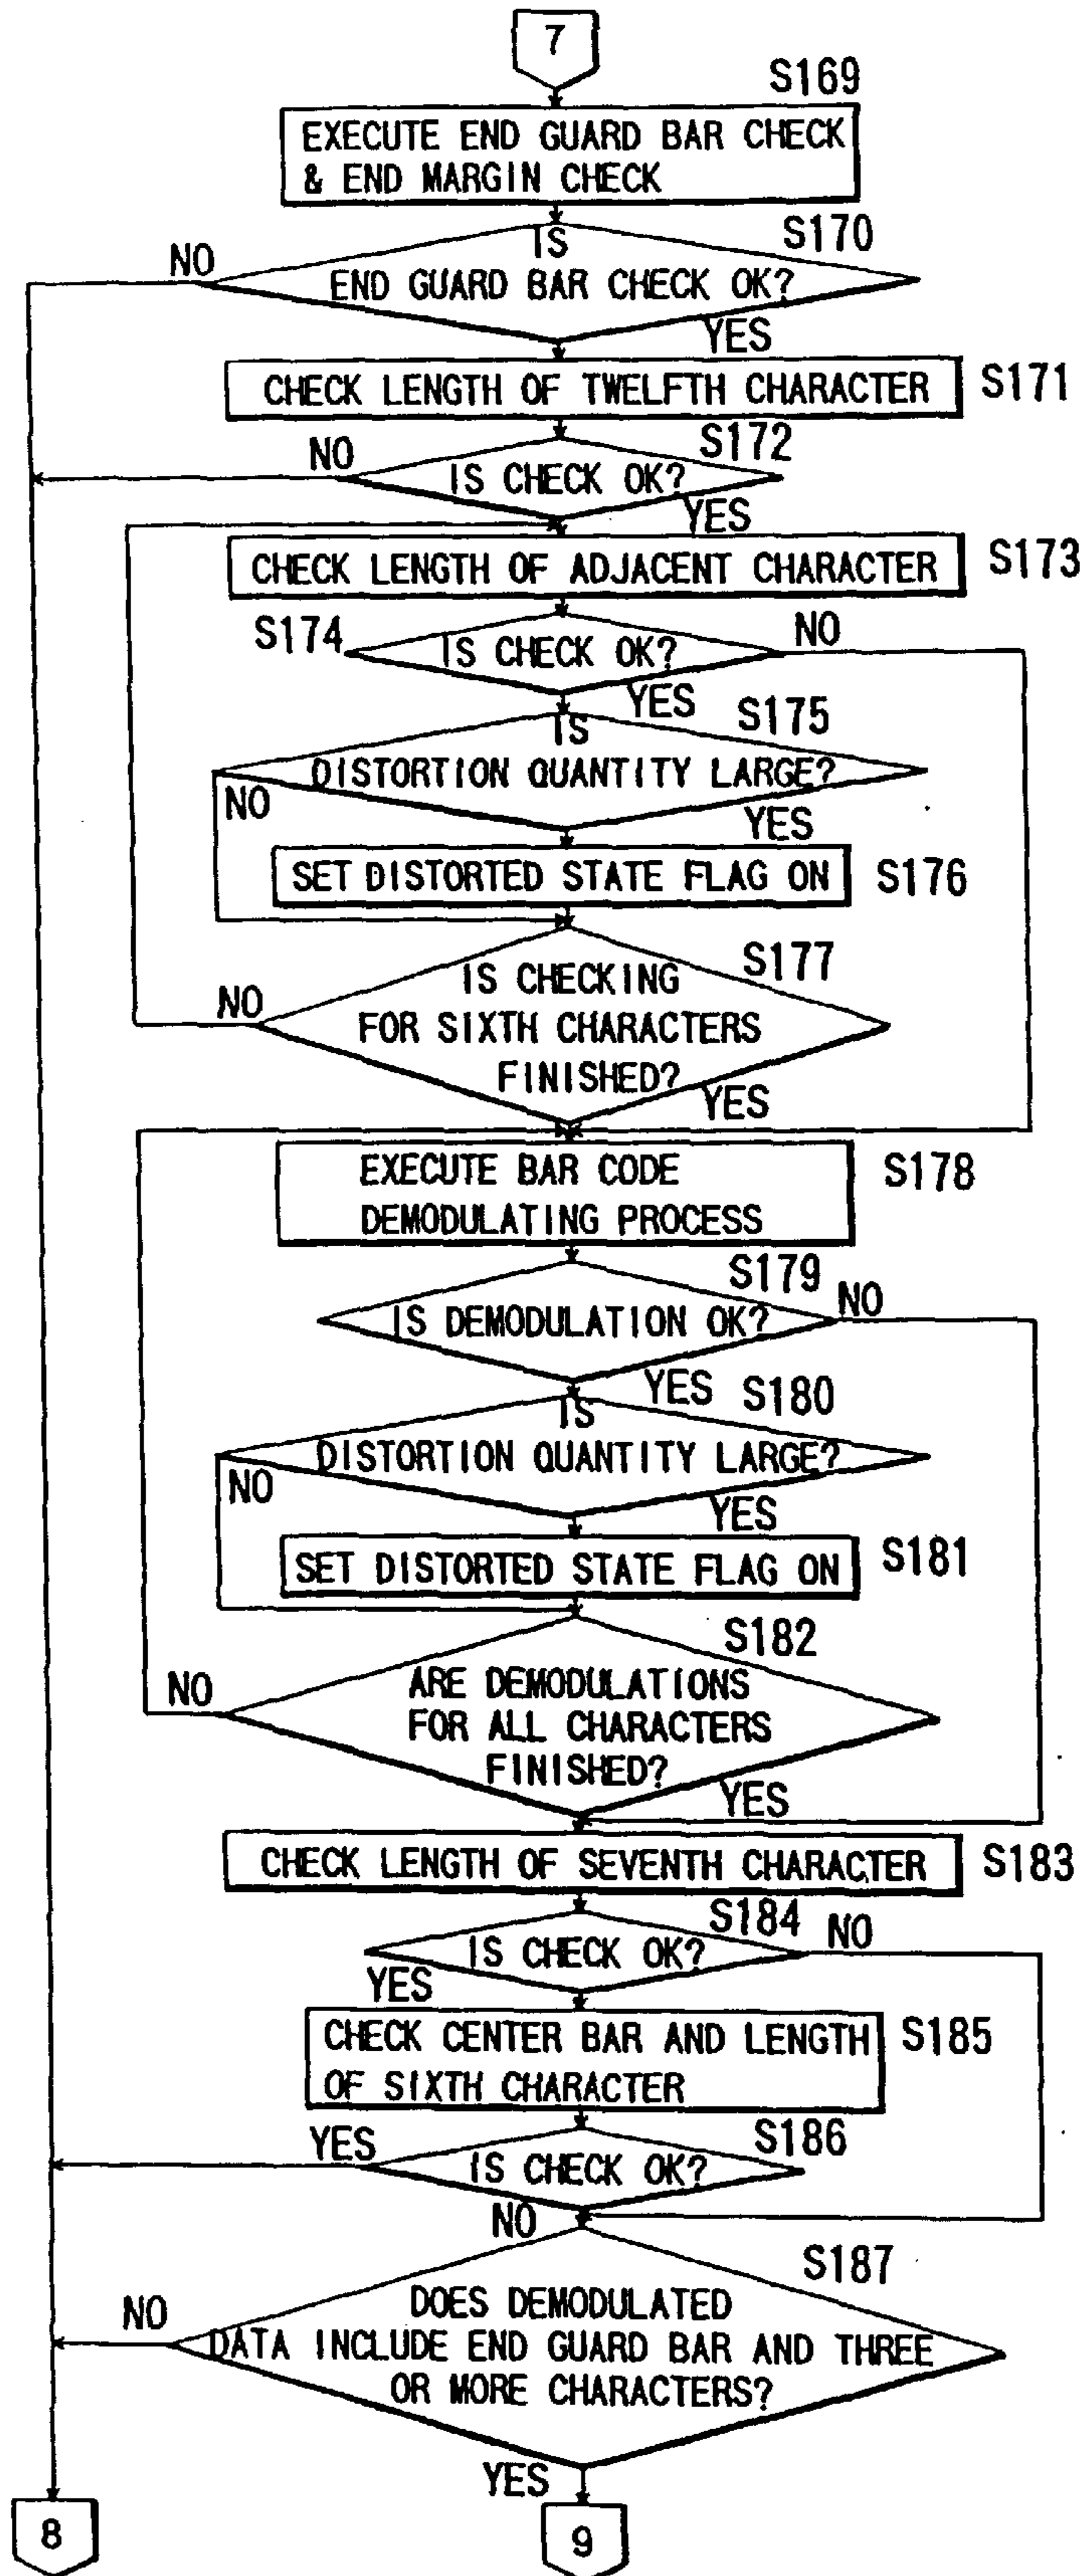 7
S169
EXECUTE END GUARD BAR CHECK
& END MARGIN CHECK
S170
NO
IS
END GUARD BAR CHECK OK?
YES
CHECK LENGTH OF TWELFTH CHARACTER
S171
S172
NO
IS CHECK OK?
YES
CHECK LENGTH OF ADJACENT CHARACTER
S173
S174
IS CHECK OK?
NO
YES
S175
IS
DISTORTION QUANTITY LARGE?
NO
YES
SET DISTORTED STATE FLAG ON
S176
S177
IS CHECKING
NO
FOR SIXTH CHARACTERS
FINISHED?
YES
EXECUTE BAR CODE
DEMODULATING PROCESS
S178
S179
NO
IS DEMODULATION OK?
YES
S180
IS
DISTORTION QUANTITY LARGE?
NO
YES
SET DISTORTED STATE FLAG ON
S181
S182
ARE DEMODULATIONS
NO
FOR ALL CHARACTERS
FINISHED?
YES
CHECK LENGTH OF SEVENTH CHARACTER
S183
S184
NO
IS CHECK OK?
YES
CHECK CENTER BAR AND LENGTH
OF SIXTH CHARACTER
S185
S186
YES
IS CHECK OK?
NO
S187
DOES DEMODULATED
NO
DATA INCLUDE END GUARD BAR AND THREE
OR MORE CHARACTERS?
YES
8
9